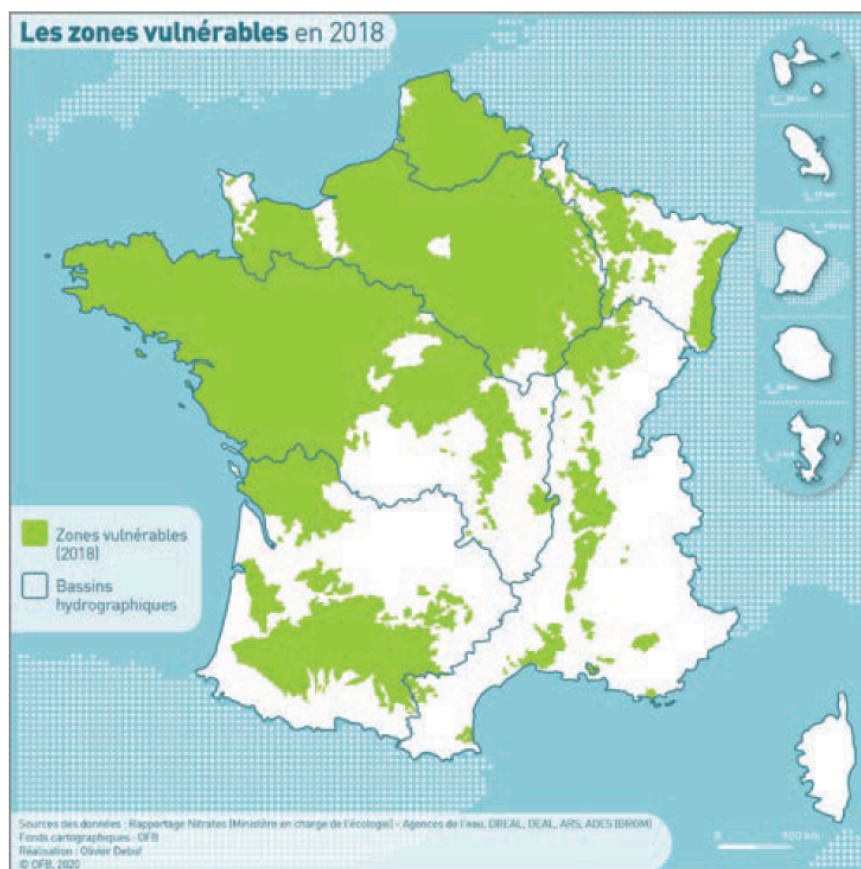 Les zones vulnérables en 2018
Zones vulnérables
(2018)
Bassins
hydrographiques
Sources des données : Rapportage Nitrates (Ministère en charge de l'écologie) - Agences de l'eau, DREAL, DEAL, ARS, ADES (BRGM)
Fonds cartographiques : OFB
Réalisation : Olivier Debuf
© OFB, 2020
0 100 km